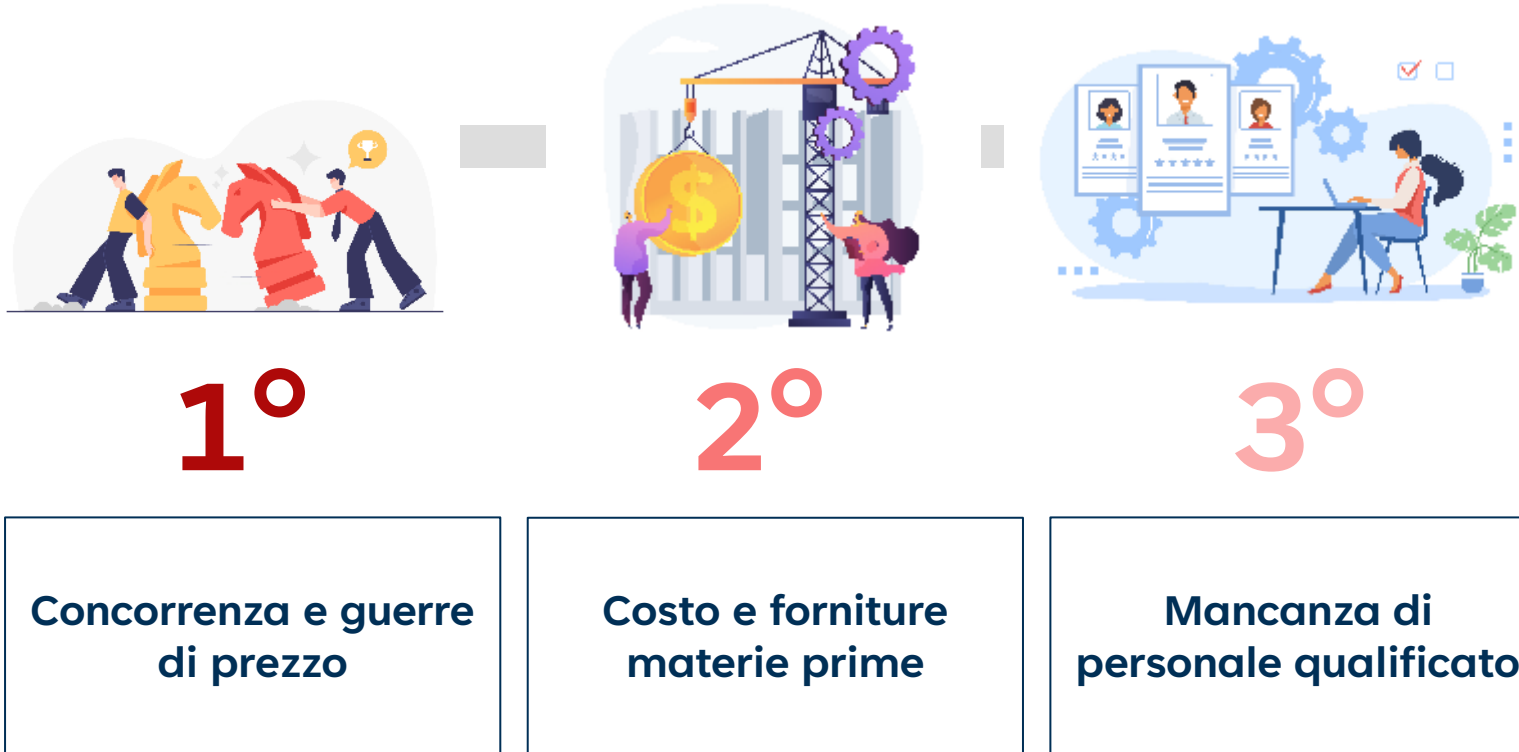 1°
2°
3°
Concorrenza e guerre
di prezzo
Costo e forniture
materie prime
Mancanza di
personale qualificato